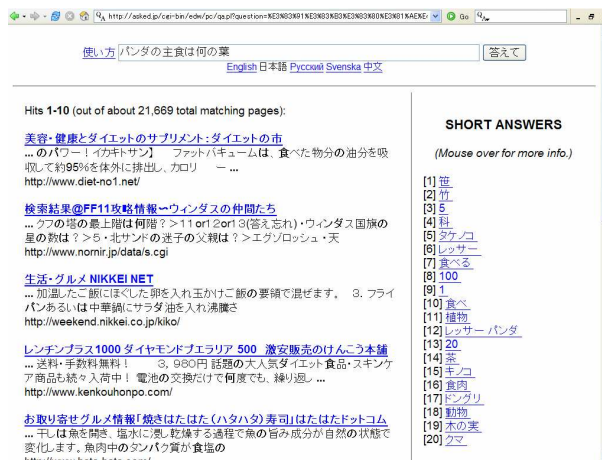 http://asked.jp/cgi-bin/edw/pc/qa.pl?question=%E3%83%91%E3%83%B3%E3%83%80%E3%81%AE%E
Go
使い方 パンダの主食は何の葉 答えて
English 日本語 Русский Svenska 中文
Hits 1-10 (out of about 21,669 total matching pages):
美容・健康とダイエットのサプリメント:ダイエットの市
... のパワー！イカキトサン】 ファットバキュームは、食べた物分の油分を吸
収して約95%を体外に排出し、カロリ ー ...
http://www.diet-no1.net/
検索結果@FF11攻略情報〜ウィンダスの仲間たち
... クフの塔の最上階は何階？>11or12or13(答え忘れ)・ウィンダス国旗の
星の数は？>5・北サンドの迷子の父親は？>エグゾロッシュ・天
http://www.nornir.jp/data/s.cgi
生活・グルメ NIKKEI NET
... 加温したご飯にほぐした卵を入れ玉かけご飯の要領で混ぜます。 3. フライ
パンあるいは中華鍋にサラダ油を入れ沸騰さ
http://weekend.nikkei.co.jp/kiko/
レンチンプラス1000 ダイヤモンドプエラリア 500 激安販売のけんこう本舗
... 送料・手数料無料！ 3, 980円 話題の大人気ダイエット食品・スキンケ
ア商品も続々入荷中！ 電池の交換だけで何度でも、繰り返し ...
http://www.kenkouhonpo.com/
お取り寄せグルメ情報「焼きはたはた(ハタハタ)寿司」はたはたドットコム
... 干しは魚を開き、塩水に浸し乾燥する過程で魚の旨み成分が自然の状態で
変化します。魚肉中のタンパク質が食塩の
SHORT ANSWERS
(Mouse over for more info.)
[1] 笹
[2] 竹
[3] 5
[4] 科
[5] タケノコ
[6] レッサー
[7] 食べる
[8] 100
[9] 1
[10] 食べ
[11] 植物
[12] レッサー パンダ
[13] 20
[14] 茶
[15] キノコ
[16] 食肉
[17] ドングリ
[18] 動物
[19] 木の実
[20] クマ